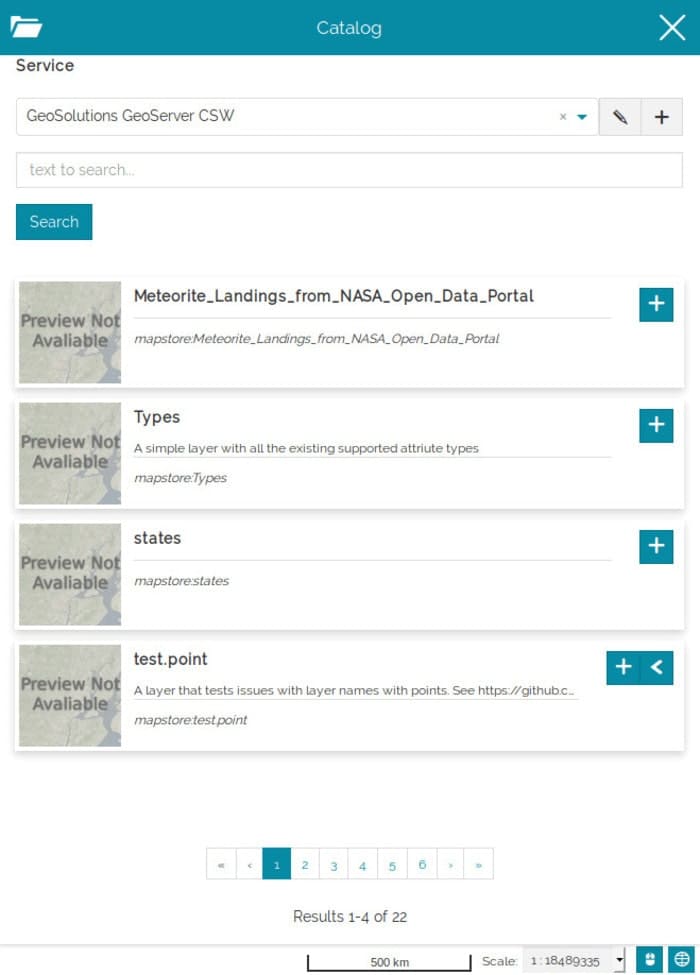 Catalog
Service
GeoSolutions GeoServer CSW
text to search...
Search
Preview Not
Avaliable
Meteorite_Landings_from_NASA_Open_Data_Portal
mapstore:Meteorite_Landings_from_NASA_Open_Data_Portal
Preview Not
Avaliable
Types
A simple layer with all the existing supported attriute types
mapstore:Types
Preview Not
Avaliable
states
mapstore:states
Preview Not
Avaliable
test.point
A layer that tests issues with layer names with points. See https://github.c...
mapstore:test.point
« ‹ 1 2 3 4 5 6 › »
Results 1-4 of 22
500 km Scale: 1 : 18489335